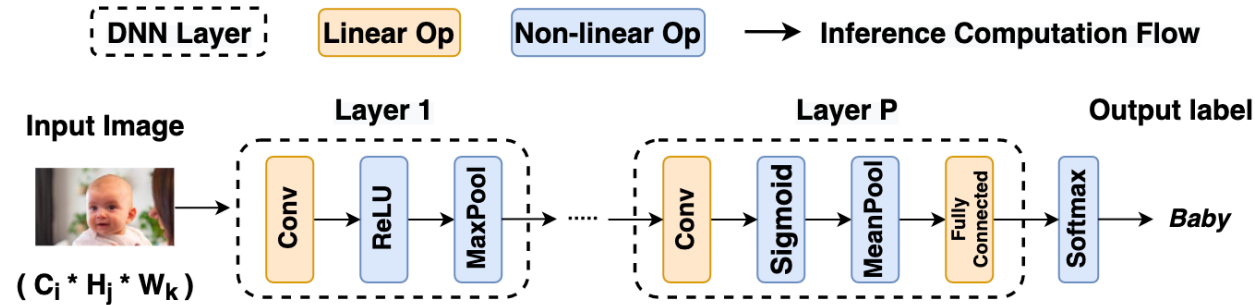 DNN Layer
Linear Op
Non-linear Op
Inference Computation Flow
Input Image
Layer 1
Layer P
Output label
Conv
ReLU
MaxPool
......
Conv
Sigmoid
MeanPool
Fully
Connected
Softmax
Baby
( Ci * Hj * Wk )